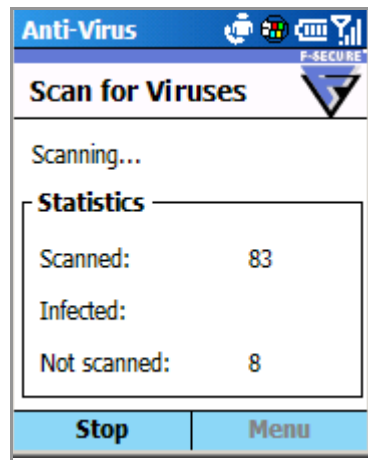 Anti-Virus
F-SECURE
Scan for Viruses
Scanning...
Statistics
Scanned: 83
Infected:
Not scanned: 8
Stop Menu